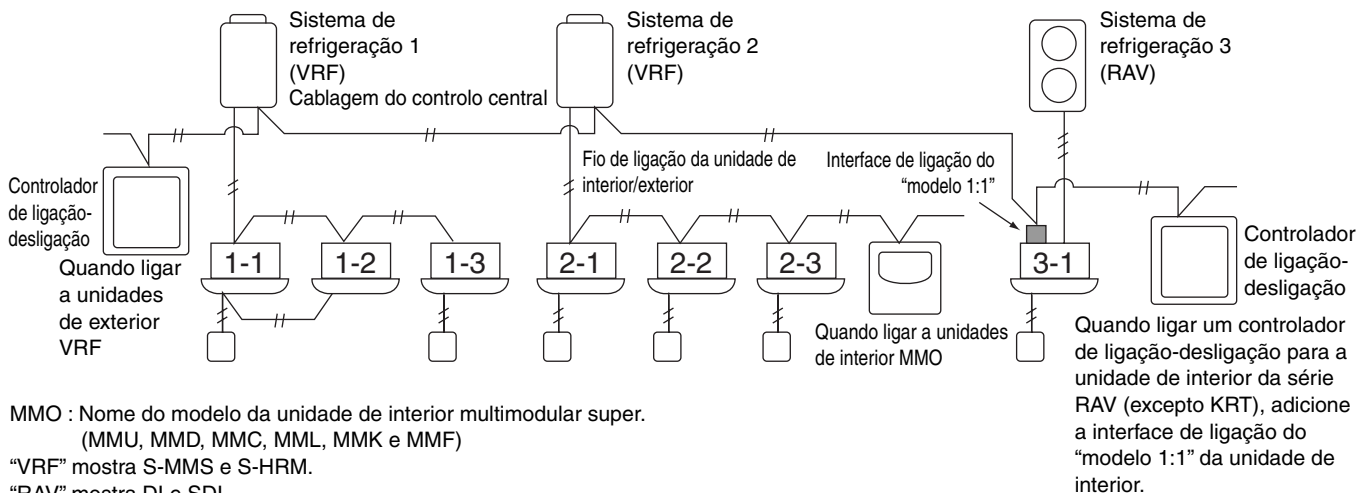 Sistema de
refrigeração 1
(VRF)
Sistema de
refrigeração 2
(VRF)
Sistema de
refrigeração 3
(RAV)
Cablagem do controlo central
Controlador
de ligação-
desligação
Quando ligar
a unidades
de exterior
VRF
Fio de ligação da unidade de
interior/exterior
Interface de ligação do
“modelo 1:1”
1-1
1-2
1-3
2-1
2-2
2-3
3-1
Quando ligar a unidades
de interior MMO
Controlador
de ligação-
desligação
Quando ligar um controlador
de ligação-desligação para a
unidade de interior da série
RAV (excepto KRT), adicione
a interface de ligação do
“modelo 1:1” da unidade de
interior.
MMO : Nome do modelo da unidade de interior multimodular super.
(MMU, MMD, MMC, MML, MMK e MMF)
“VRF” mostra S-MMS e S-HRM.
“RAV” mostra DI e SDI.